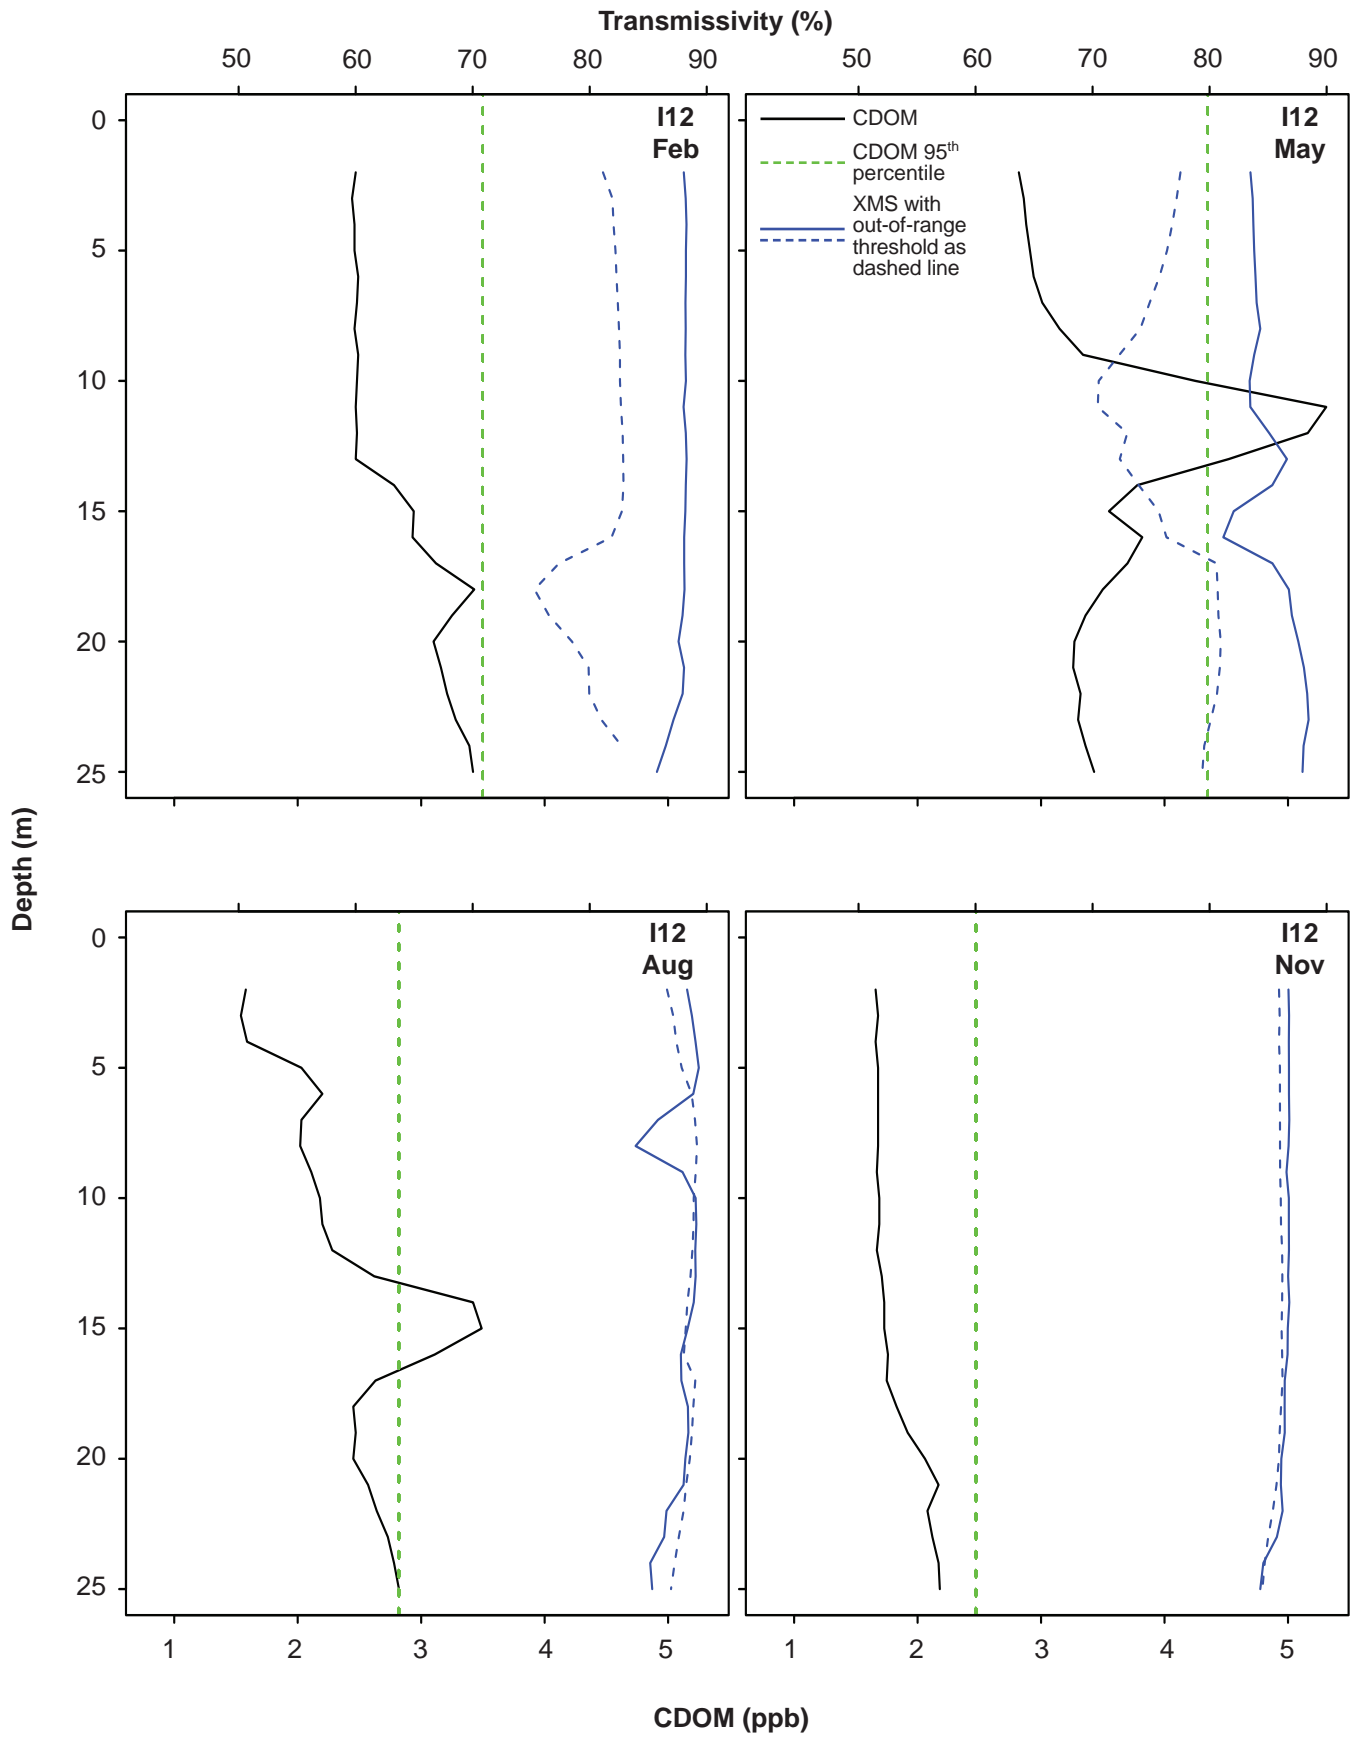 Transmissivity (%)
50 60 70 80 90 50 60 70 80 90
0
5
10
15
20
25
I12
Feb
CDOM
CDOM 95th
percentile
XMS with
out-of-range
threshold as
dashed line
I12
May
Depth (m)
0
5
10
15
20
25
I12
Aug
I12
Nov
1 2 3 4 5 1 2 3 4 5
CDOM (ppb)